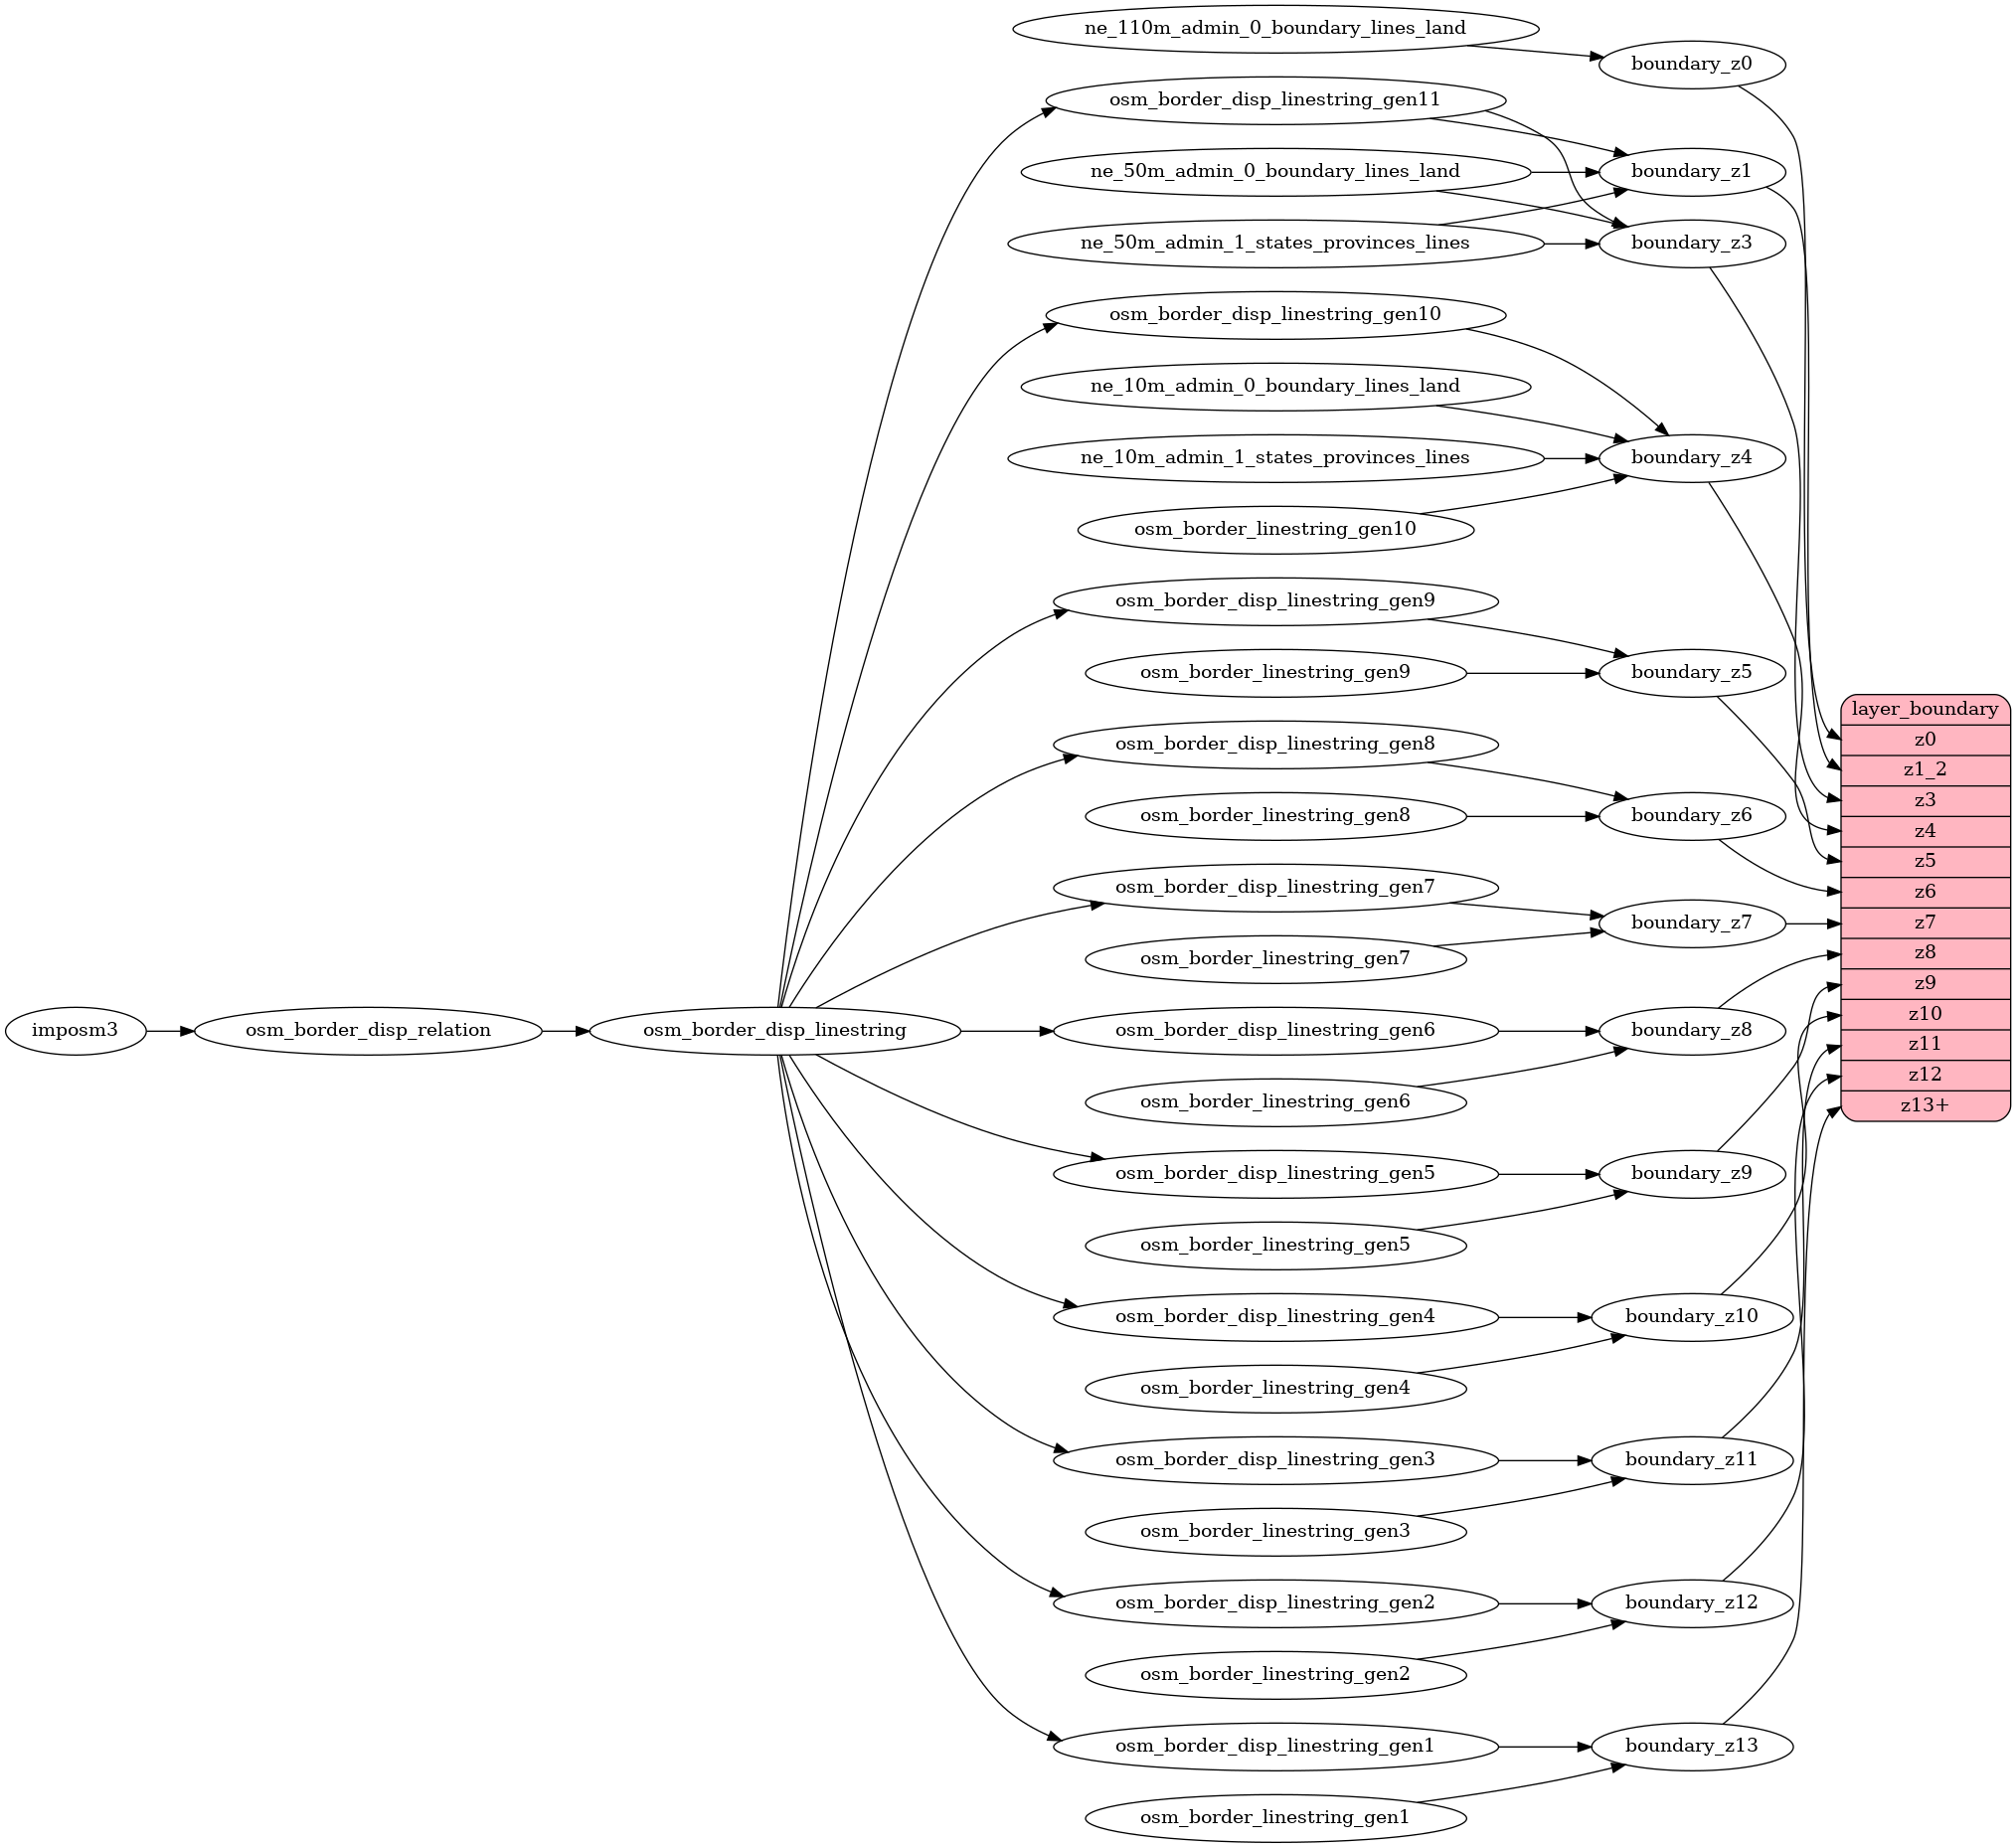 ne_110m_admin_0_boundary_lines_land
boundary_z0
osm_border_disp_linestring_gen11
ne_50m_admin_0_boundary_lines_land
boundary_z1
ne_50m_admin_1_states_provinces_lines
boundary_z3
osm_border_disp_linestring_gen10
ne_10m_admin_0_boundary_lines_land
ne_10m_admin_1_states_provinces_lines
boundary_z4
osm_border_linestring_gen10
osm_border_disp_linestring_gen9
osm_border_linestring_gen9
boundary_z5
osm_border_disp_linestring_gen8
osm_border_linestring_gen8
boundary_z6
osm_border_disp_linestring_gen7
boundary_z7
osm_border_linestring_gen7
imposm3
osm_border_disp_relation
osm_border_disp_linestring
osm_border_disp_linestring_gen6
boundary_z8
osm_border_linestring_gen6
osm_border_disp_linestring_gen5
boundary_z9
osm_border_linestring_gen5
osm_border_disp_linestring_gen4
boundary_z10
osm_border_linestring_gen4
osm_border_disp_linestring_gen3
boundary_z11
osm_border_linestring_gen3
osm_border_disp_linestring_gen2
boundary_z12
osm_border_linestring_gen2
osm_border_disp_linestring_gen1
boundary_z13
osm_border_linestring_gen1
layer_boundary
z0
z1_2
z3
z4
z5
z6
z7
z8
z9
z10
z11
z12
z13+